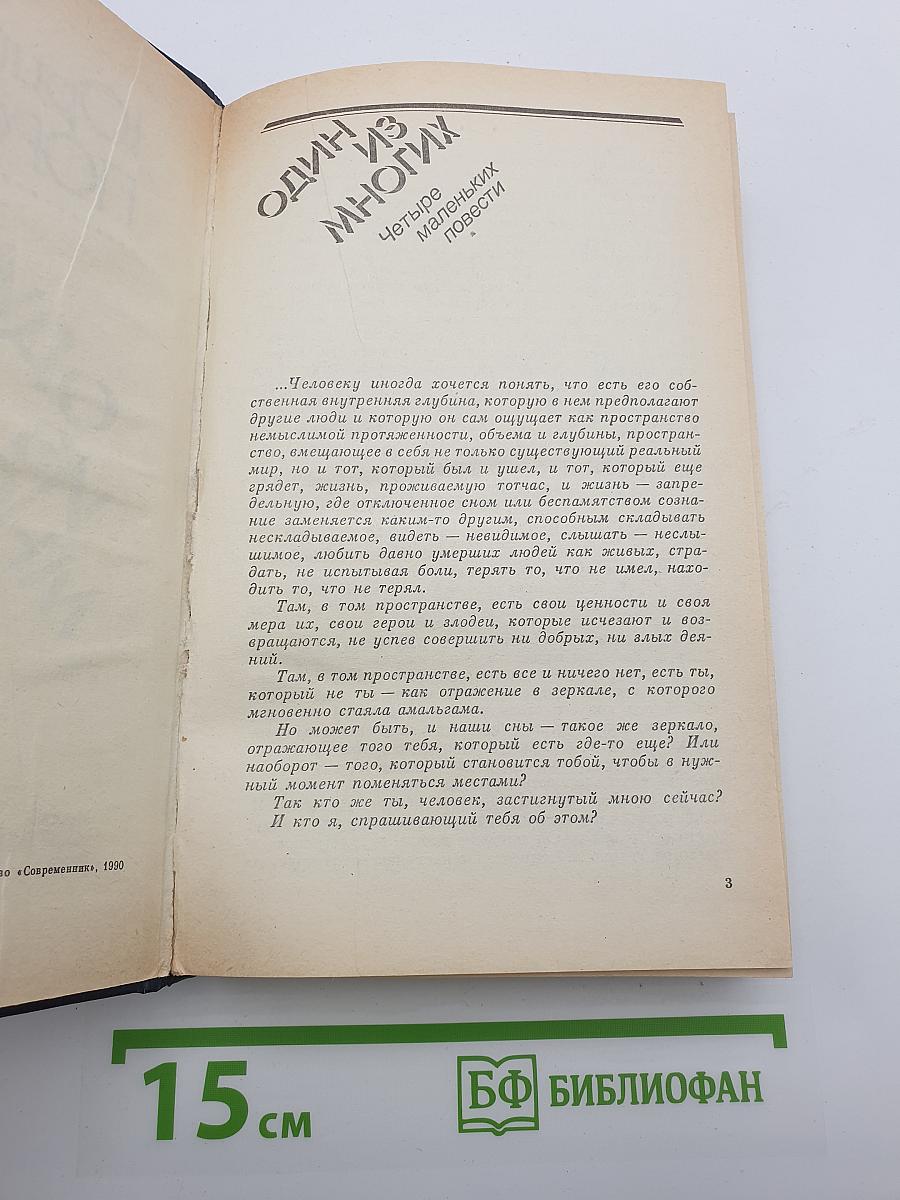 ОДИН
ИЗ
МНОГИХ
Четыре
маленьких
повести
...Человеку иногда хочется понять, что есть его соб-
ственная внутренняя глубина, которую в нем предполагают
другие люди и которую он сам ощущает как пространство
немыслимой протяженности, объема и глубины, простран-
ство, вмещающее в себя не только существующий реальный
мир, но и тот, который был и ушел, и тот, который еще
грядет, жизнь, проживаемую тотчас, и жизнь — запре-
дельную, где отключенное сном или беспамятством созна-
ние заменяется каким-то другим, способным складывать
нескладываемое, видеть — невидимое, слышать — неслы-
шимое, любить давно умерших людей как живых, стра-
дать, не испытывая боли, терять то, что не имел, нахо-
дить то, что не терял.
Там, в том пространстве, есть свои ценности и своя
мера их, свои герои и злодеи, которые исчезают и воз-
вращаются, не успев совершить ни добрых, ни злых дея-
ний.
Там, в том пространстве, есть все и ничего нет, есть ты,
который не ты — как отражение в зеркале, с которого
мгновенно стаяла амальгама.
Но может быть, и наши сны — такое же зеркало,
отражающее того тебя, который есть где-то еще? Или
наоборот — того, который становится тобой, чтобы в нуж-
ный момент поменяться местами?
Так кто же ты, человек, застигнутый мною сейчас?
И кто я, спрашивающий тебя об этом?
3
во «Современник», 1990
15 см
БФ БИБЛИОФАН